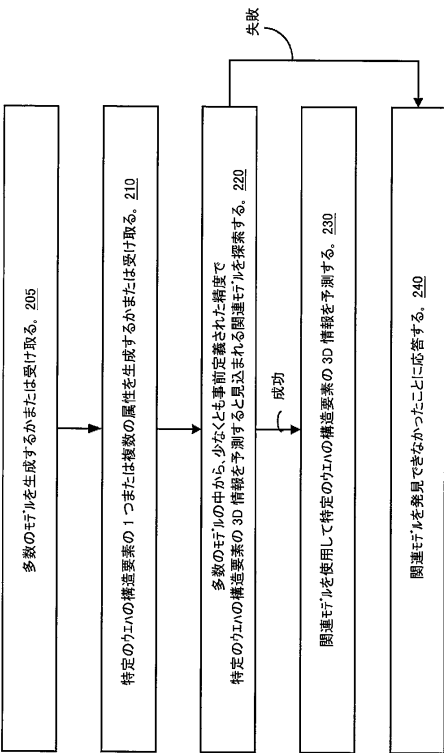 多数のモデルを生成するかまたは受け取る。205
特定のウエハの構造要素の1つまたは複数の属性を生成するかまたは受け取る。210
多数のモデルの中から、少なくとも事前定義された精度で
特定のウエハの構造要素の3D情報を予測すると見込まれる関連モデルを探索する。220
失敗
成功
関連モデルを使用して特定のウエハの構造要素の3D情報を予測する。230
関連モデルを発見できなかったことに応答する。240